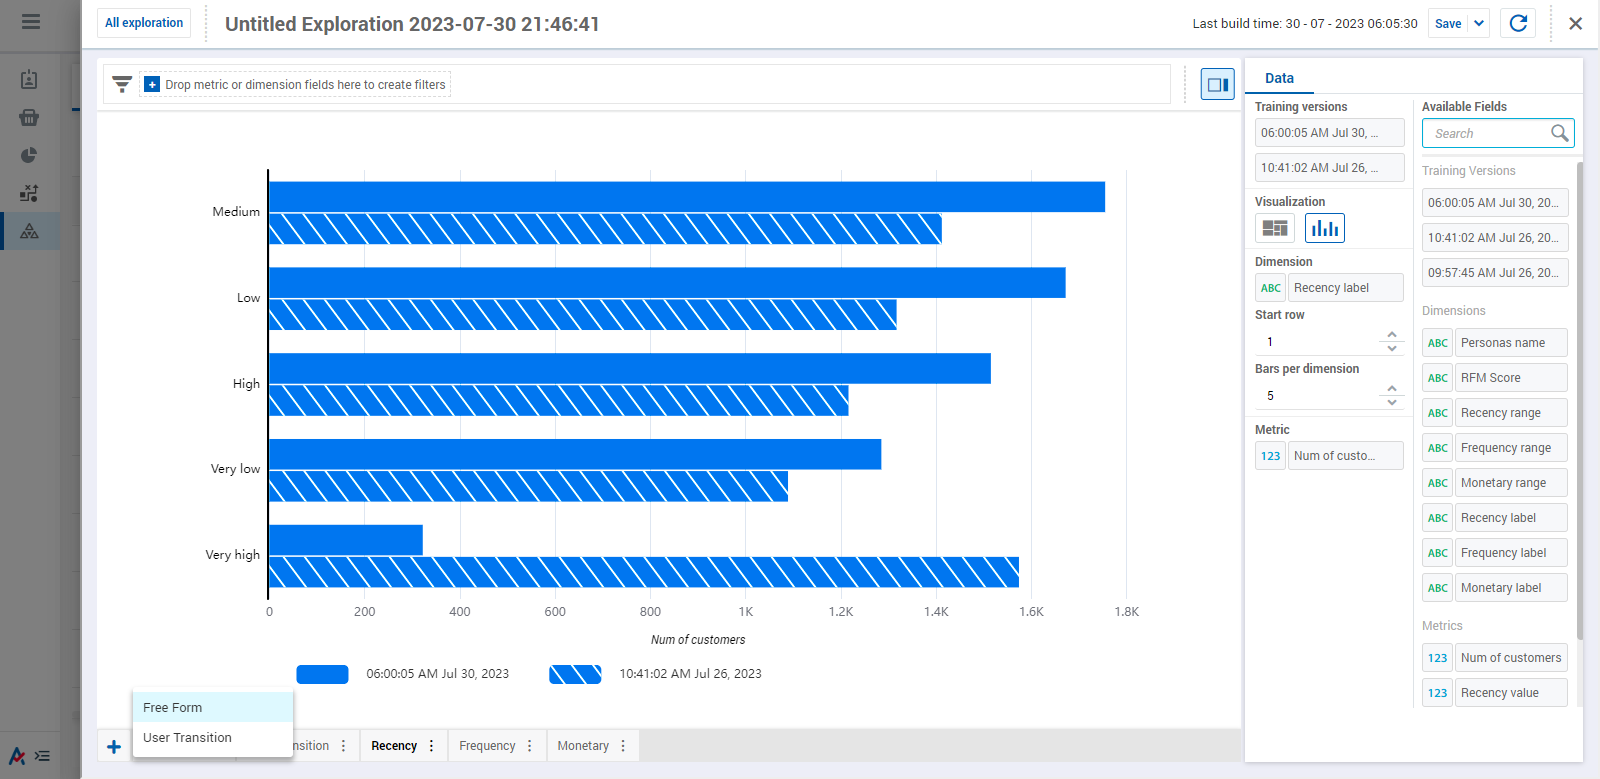 All exploration
Untitled Exploration 2023-07-30 21:46:41
Last build time: 30 - 07 - 2023 06:05:30
Save
Drop metric or dimension fields here to create filters
Medium
Low
High
Very low
Very high
0 200 400 600 800 1K 1.2K 1.4K 1.6K 1.8K
Num of customers
06:00:05 AM Jul 30, 2023
10:41:02 AM Jul 26, 2023
Free Form
User Transition
nsition
Recency
Frequency
Monetary
Data
Training versions
06:00:05 AM Jul 30, ...
10:41:02 AM Jul 26, ...
Visualization
Dimension
ABC Recency label
Start row
1
Bars per dimension
5
Metric
123 Num of custo...
Available Fields
Search
Training Versions
06:00:05 AM Jul 30, 20...
10:41:02 AM Jul 26, 20...
09:57:45 AM Jul 26, 20...
Dimensions
ABC Personas name
ABC RFM Score
ABC Recency range
ABC Frequency range
ABC Monetary range
ABC Recency label
ABC Frequency label
ABC Monetary label
Metrics
123 Num of customers
123 Recency value